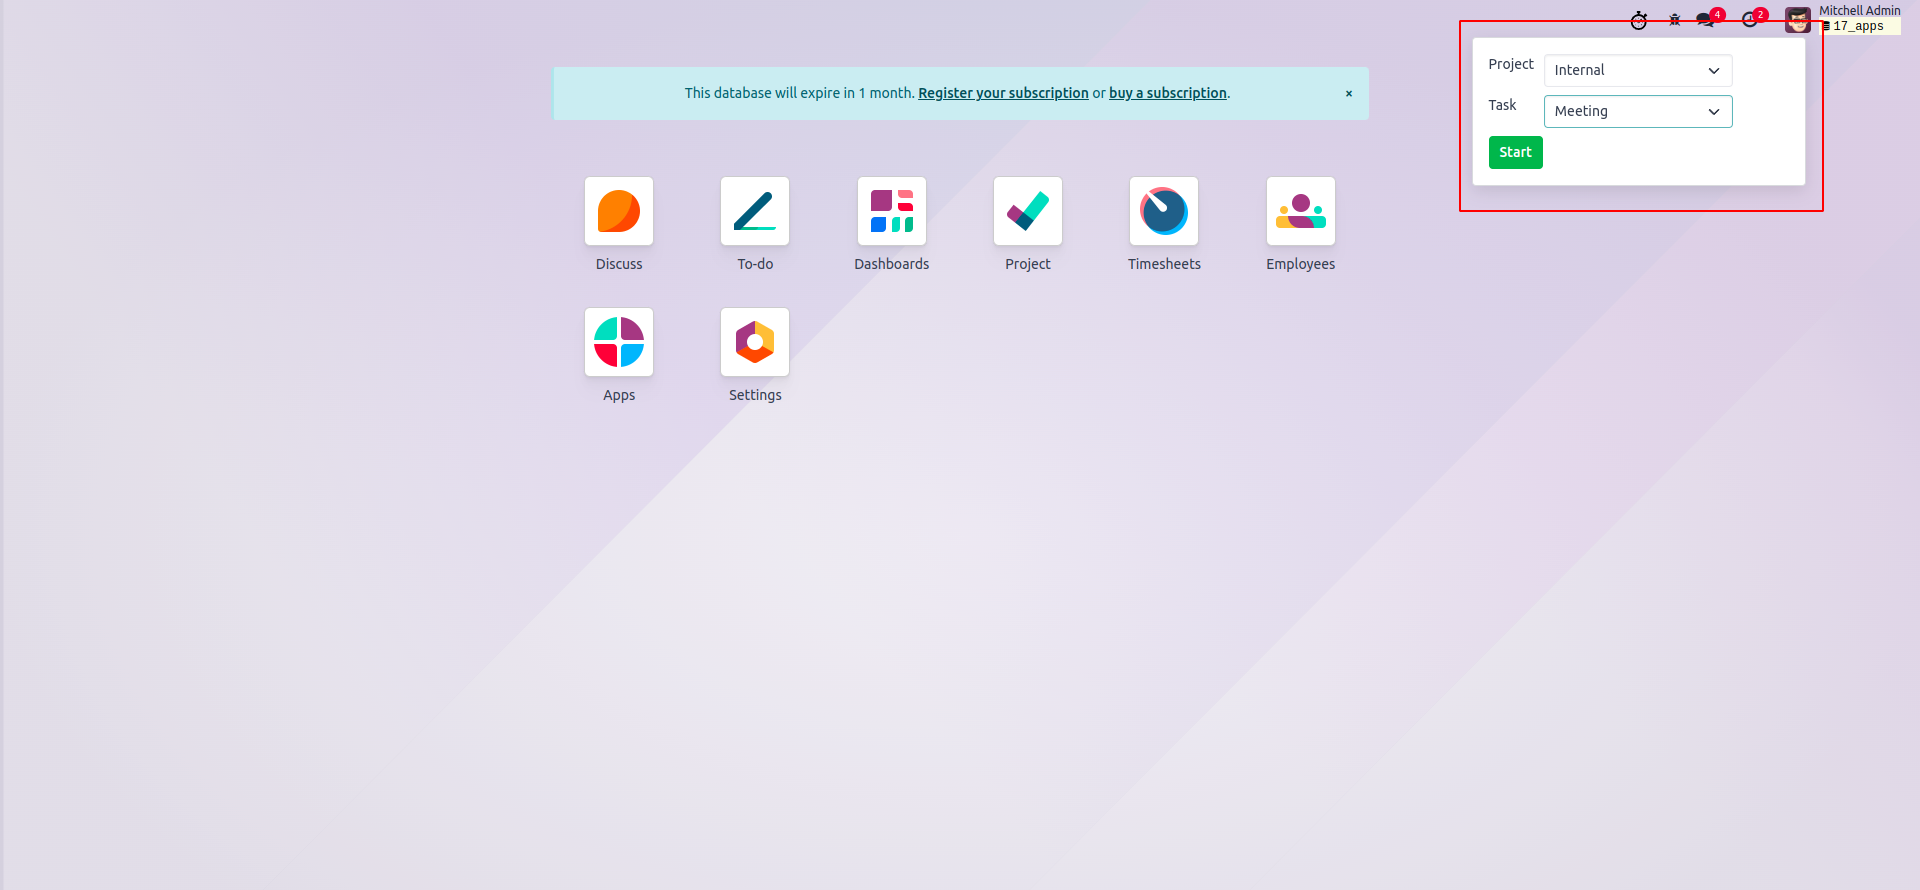 Mitchell Admin
4
2
17_apps
This database will expire in 1 month. Register your subscription or buy a subscription. ×
Project Internal
Task Meeting
Start
Discuss To-do Dashboards Project Timesheets Employees
Apps Settings